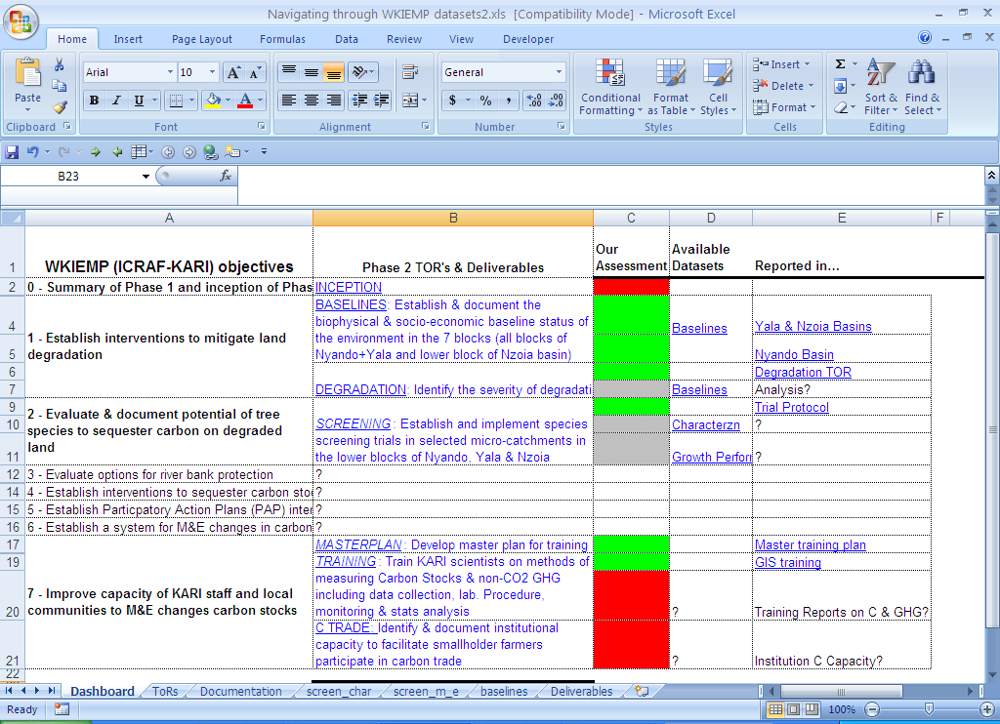 Navigating through WKIEMP datasets2.xls [Compatibility Mode] - Microsoft Excel
Home Insert Page Layout Formulas Data Review View Developer
Paste Arial 10 General Conditional Formatting Format as Table Cell Styles Insert Delete Format Sort & Filter Find & Select
Clipboard Font Alignment Number Styles Cells Editing
B23 fx
A B C D E F
1 WKIEMP (ICRAF-KARI) objectives Phase 2 TOR's & Deliverables Our Assessment Available Datasets Reported in...
2 0 - Summary of Phase 1 and inception of Phas INCEPTION
4 1 - Establish interventions to mitigate land degradation BASELINES: Establish & document the
biophysical & socio-economic baseline status of
the environment in the 7 blocks (all blocks of Baselines Yala & Nzoia Basins
5 Nyando+Yala and lower block of Nzoia basin) Nyando Basin
6 Degradation TOR
7 DEGRADATION: Identify the severity of degradati Baselines Analysis?
9 2 - Evaluate & document potential of tree species to sequester carbon on degraded land Trial Protocol
10 SCREENING: Establish and implement species Characterzn ?
screening trials in selected micro-catchments in
11 the lower blocks of Nyando, Yala & Nzoia Growth Perforr ?
12 3 - Evaluate options for river bank protection ?
14 4 - Establish interventions to sequester carbon sto ?
15 5 - Establish Particpatory Action Plans (PAP) inter ?
16 6 - Establish a system for M&E changes in carbon ?
17 MASTERPLAN: Develop master plan for training Master training plan
19 TRAINING: Train KARI scientists on methods of GIS training
7 - Improve capacity of KARI staff and local communities to M&E changes carbon stocks
measuring Carbon Stocks & non-CO2 GHG
including data collection, lab. Procedure,
20 monitoring & stats analysis ? Training Reports on C & GHG?
C TRADE: Identify & document institutional
capacity to facilitate smallholder farmers
21 participate in carbon trade ? Institution C Capacity?
22
Dashboard ToRs Documentation screen_char screen_m_e baselines Deliverables
Ready 100%